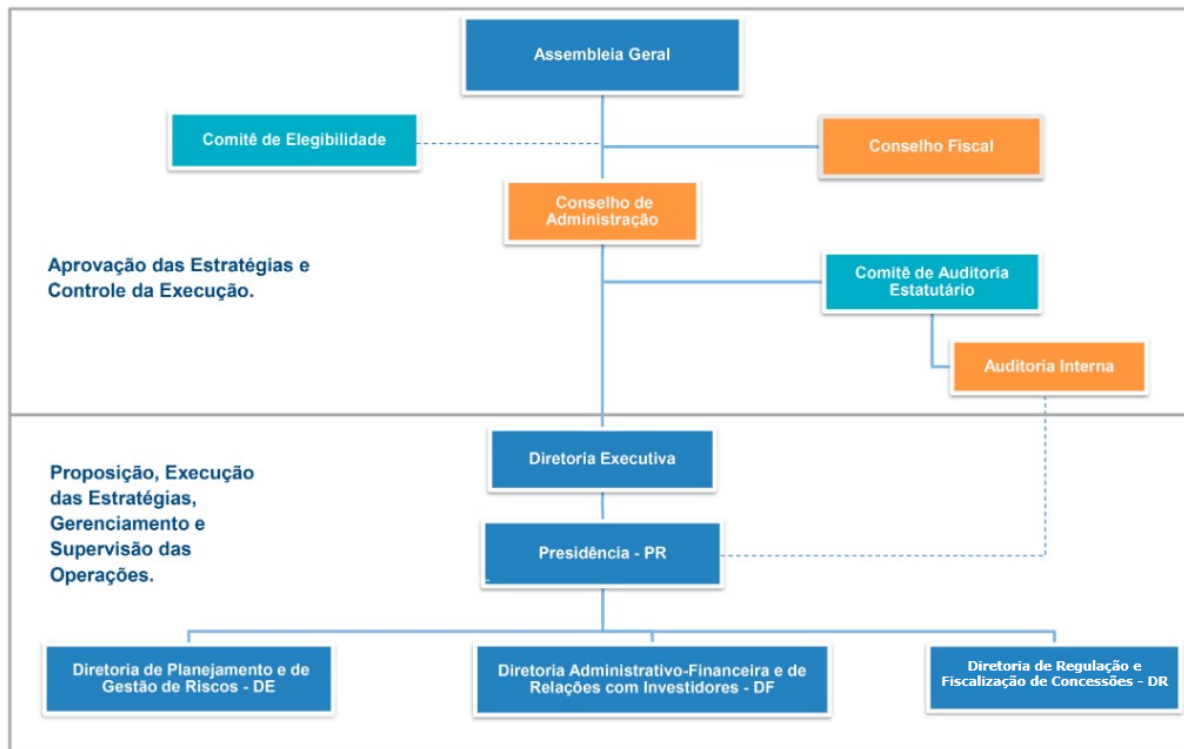 Assembleia Geral
Comitê de Elegibilidade
Conselho Fiscal
Conselho de
Administração
Aprovação das Estratégias e
Controle da Execução.
Comitê de Auditoria
Estatutário
Auditoria Interna
Diretoria Executiva
Proposição, Execução
das Estratégias,
Gerenciamento e
Supervisão das
Operações.
Presidência - PR
Diretoria de Planejamento e de
Gestão de Riscos - DE
Diretoria Administrativo-Financeira e de
Relações com Investidores - DF
Diretoria de Regulação e
Fiscalização de Concessões - DR